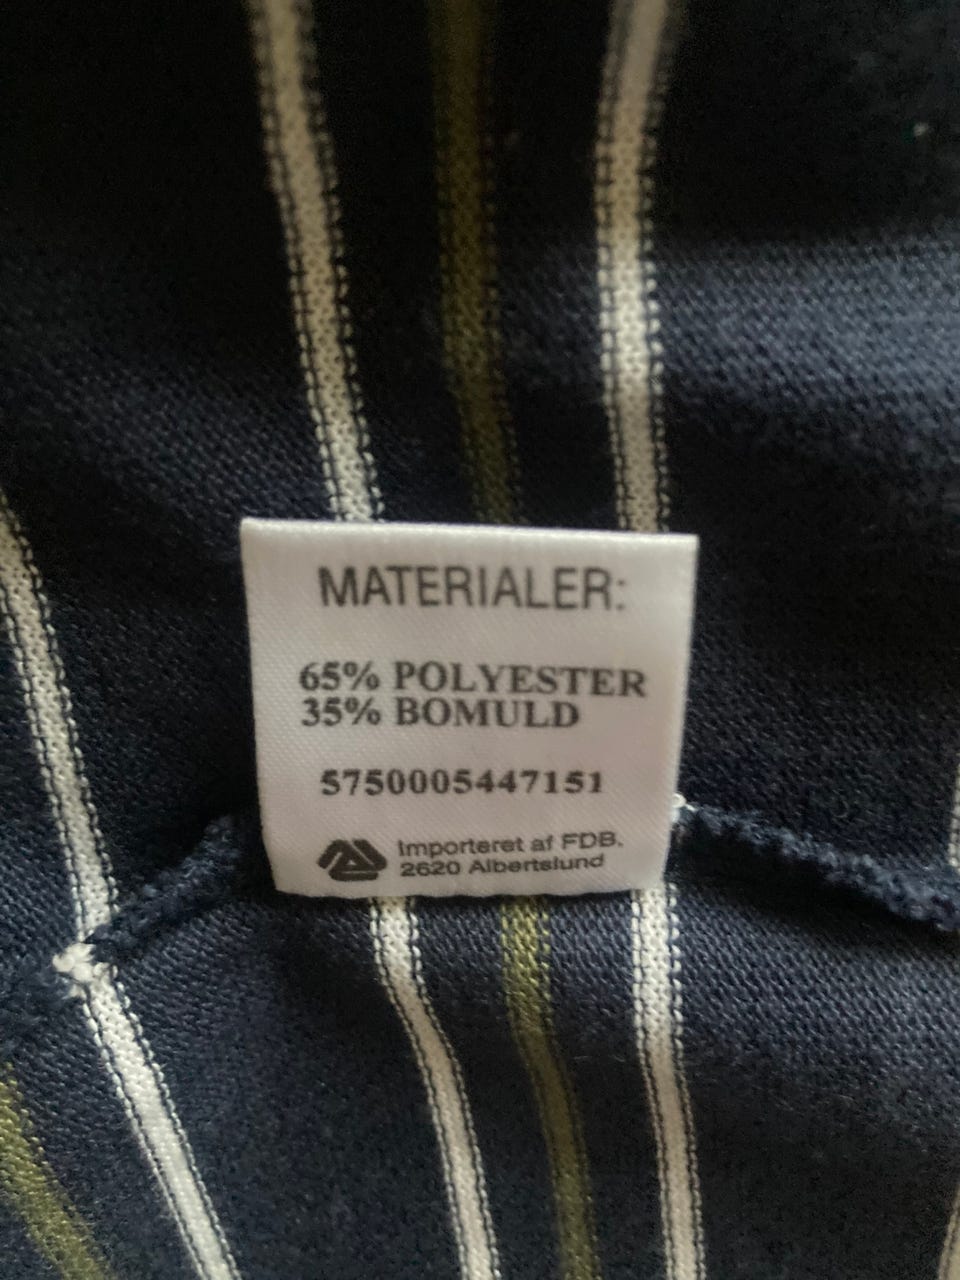 MATERIALER:
65% POLYESTER
35% BOMULD
5750005447151
Importeret af FDB.
2620 Albertslund